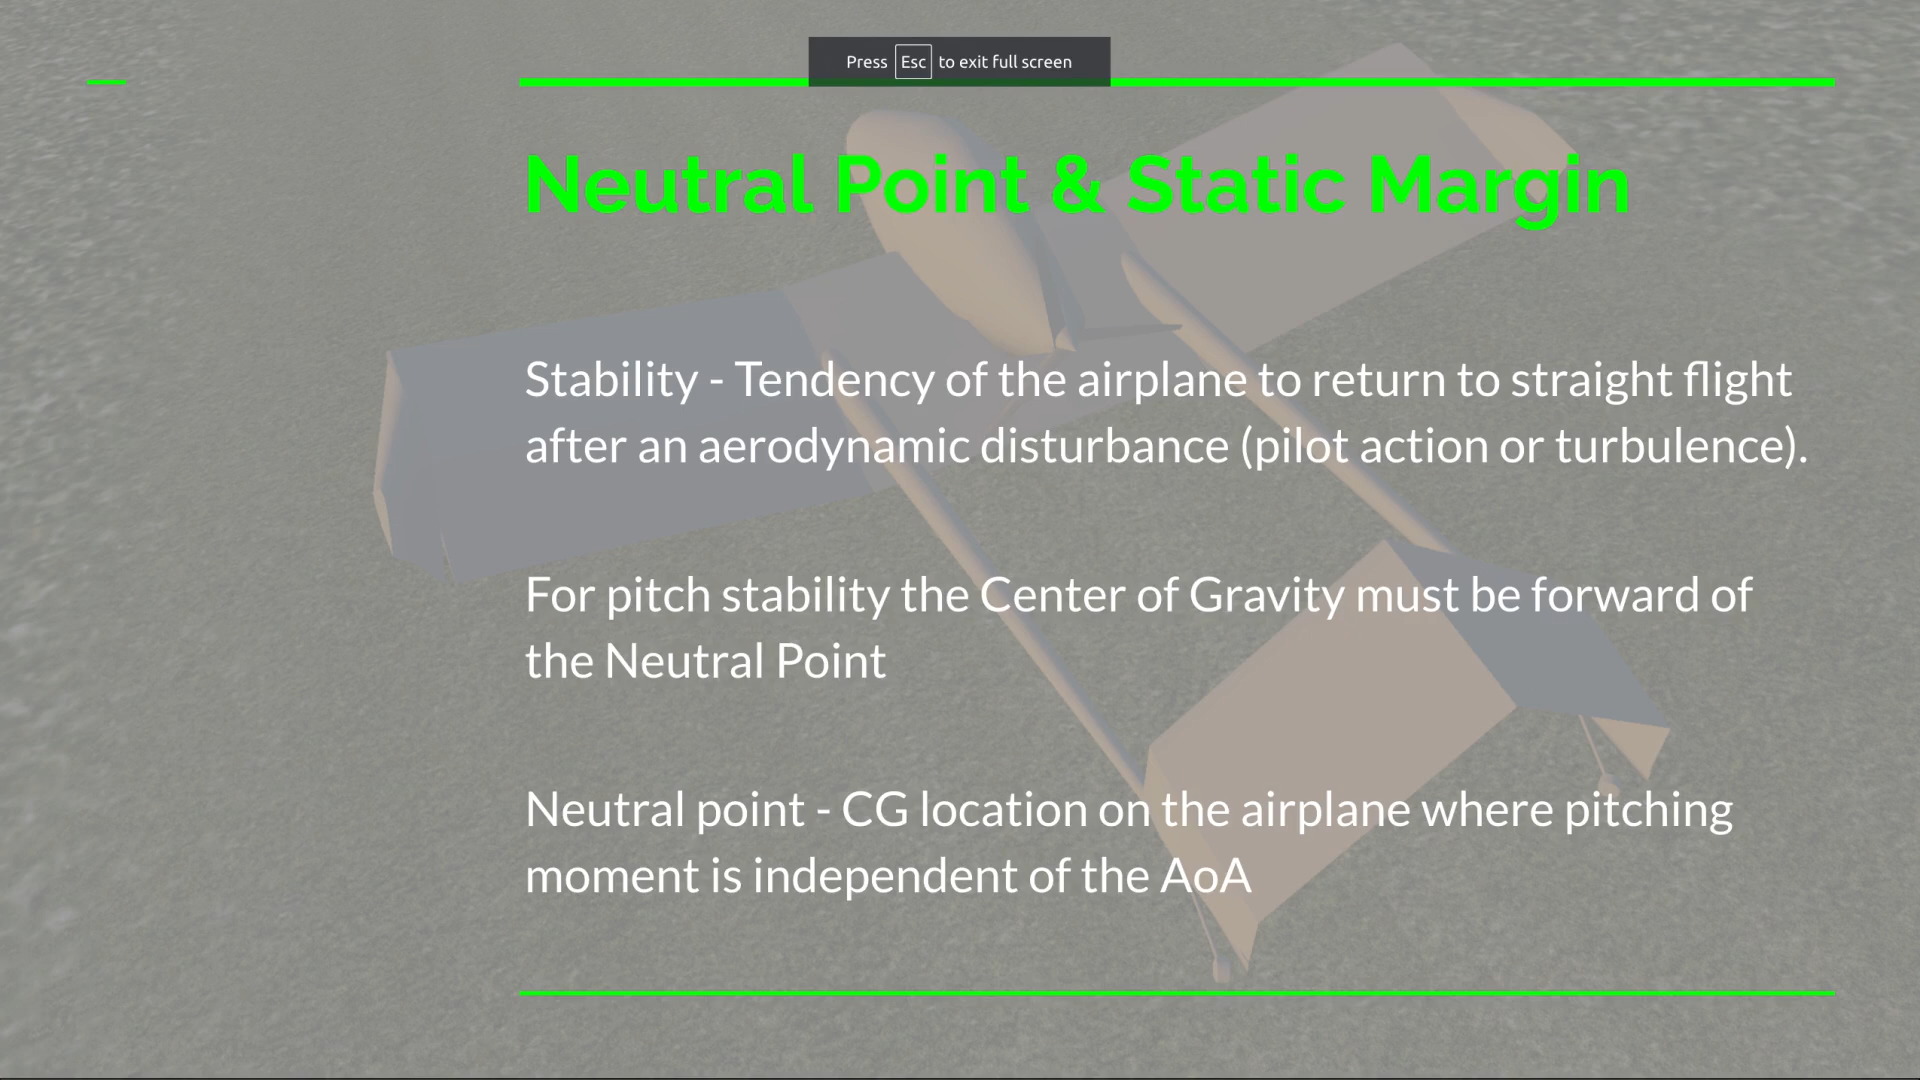 Press Esc to exit full screen
Neutral Point & Static Margin
Stability - Tendency of the airplane to return to straight flight
after an aerodynamic disturbance (pilot action or turbulence).
For pitch stability the Center of Gravity must be forward of
the Neutral Point
Neutral point - CG location on the airplane where pitching
moment is independent of the AoA